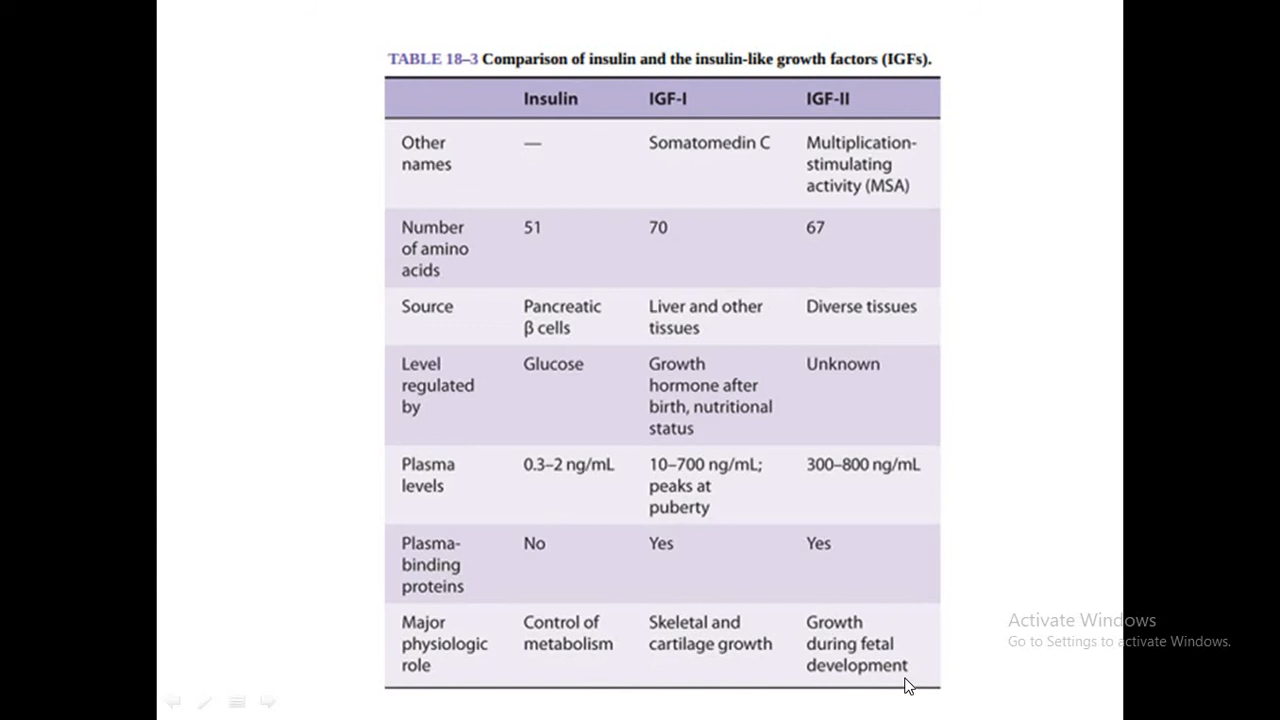 TABLE 18–3 Comparison of insulin and the insulin-like growth factors (IGFs).
Insulin IGF-I IGF-II
Other names — Somatomedin C Multiplication-stimulating activity (MSA)
Number of amino acids 51 70 67
Source Pancreatic β cells Liver and other tissues Diverse tissues
Level regulated by Glucose Growth hormone after birth, nutritional status Unknown
Plasma levels 0.3–2 ng/mL 10–700 ng/mL; peaks at puberty 300–800 ng/mL
Plasma-binding proteins No Yes Yes
Major physiologic role Control of metabolism Skeletal and cartilage growth Growth during fetal development
Activate Windows
Go to Settings to activate Windows.